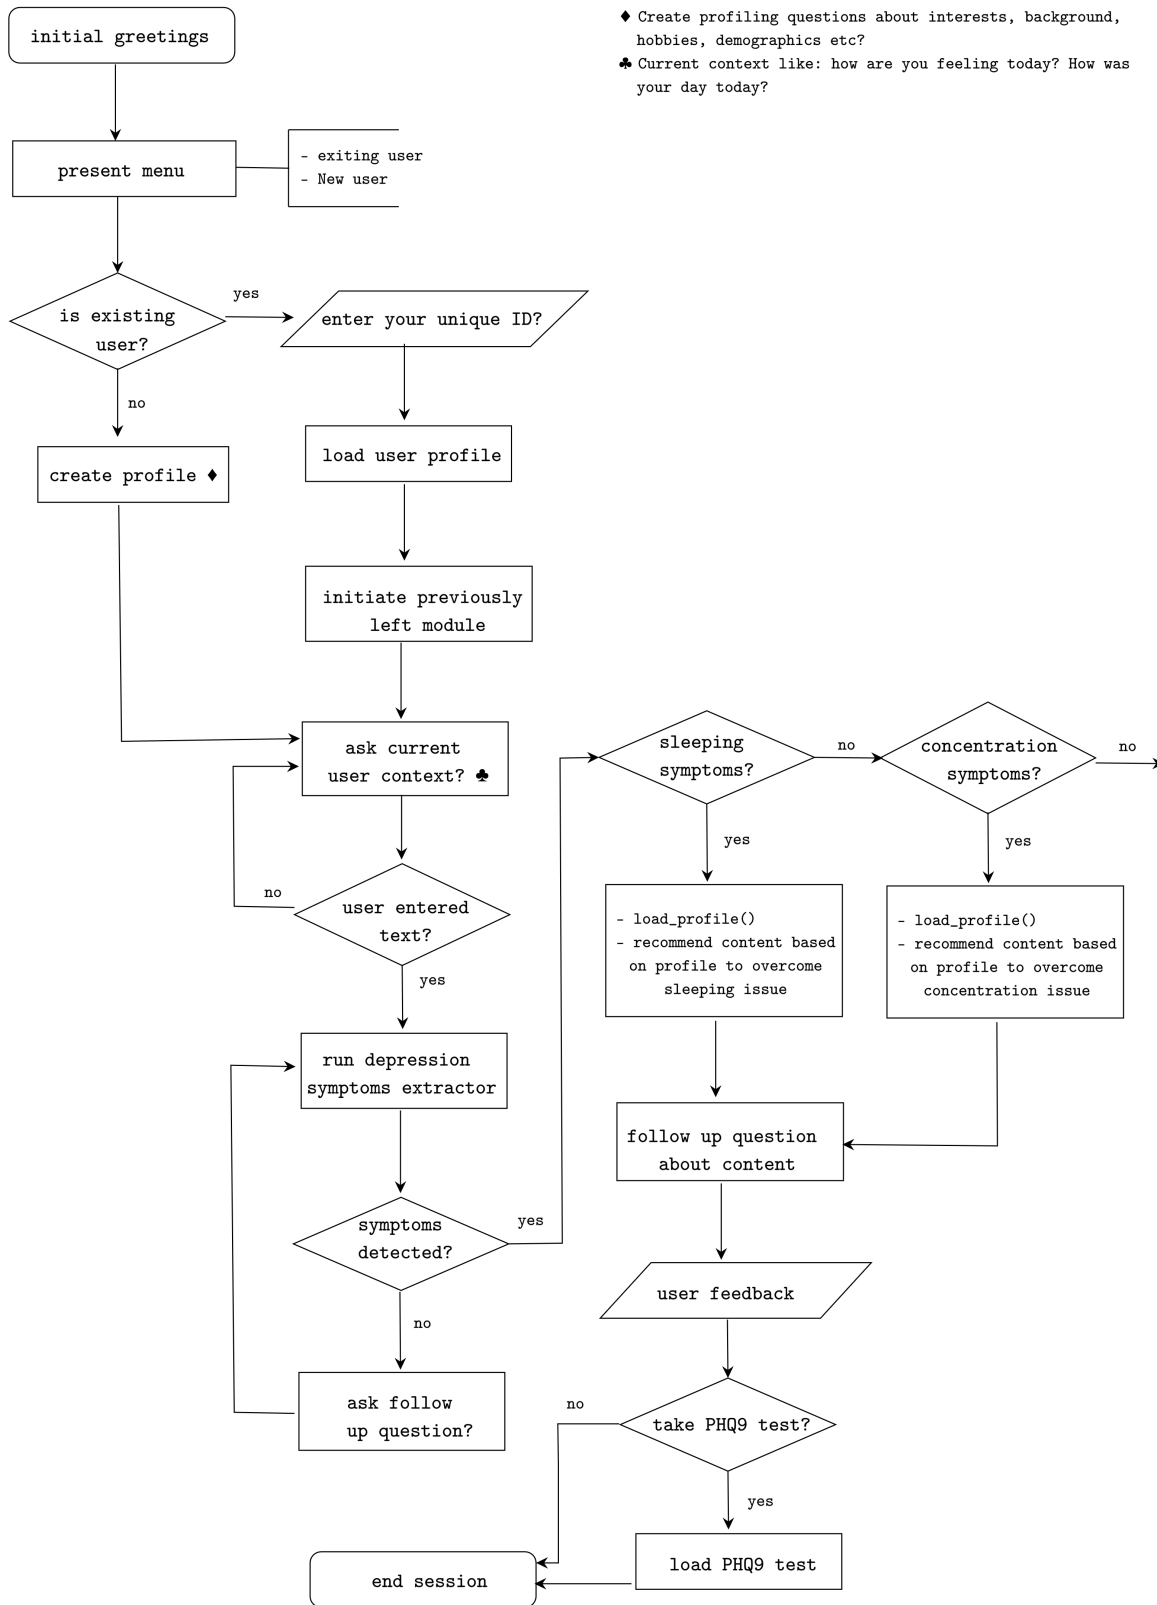 initial greetings
♦ Create profiling questions about interests, background,
hobbies, demographics etc?
♣ Current context like: how are you feeling today? How was
your day today?
present menu
- exiting user
- New user
is existing
user?
yes
enter your unique ID?
no
create profile ♦
load user profile
initiate previously
left module
ask current
user context? ♣
no
user entered
text?
yes
run depression
symptoms extractor
symptoms
detected?
yes
no
ask follow
up question?
sleeping
symptoms?
no
concentration
symptoms?
no
yes
yes
- load_profile()
- recommend content based
on profile to overcome
sleeping issue
- load_profile()
- recommend content based
on profile to overcome
concentration issue
follow up question
about content
user feedback
no
take PHQ9 test?
yes
load PHQ9 test
end session